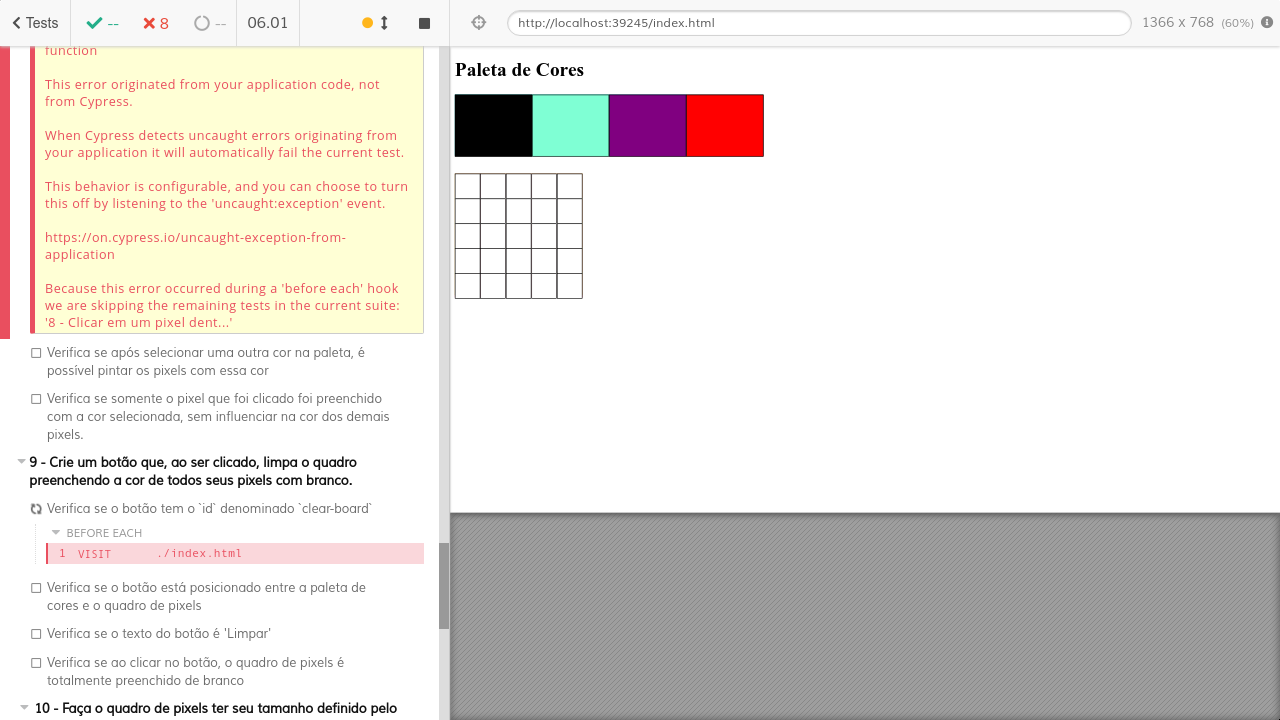 Tests
--
8
--
06.01
http://localhost:39245/index.html
1366 x 768 (60%)
function
This error originated from your application code, not
from Cypress.
When Cypress detects uncaught errors originating from
your application it will automatically fail the current test.
This behavior is configurable, and you can choose to turn
this off by listening to the 'uncaught:exception' event.
https://on.cypress.io/uncaught-exception-from-
application
Because this error occurred during a 'before each' hook
we are skipping the remaining tests in the current suite:
'8 - Clicar em um pixel dent...'
Verifica se após selecionar uma outra cor na paleta, é
possível pintar os pixels com essa cor
Verifica se somente o pixel que foi clicado foi preenchido
com a cor selecionada, sem influenciar na cor dos demais
pixels.
9 - Crie um botão que, ao ser clicado, limpa o quadro
preenchendo a cor de todos seus pixels com branco.
Verifica se o botão tem o `id` denominado `clear-board`
BEFORE EACH
1 VISIT ./index.html
Verifica se o botão está posicionado entre a paleta de
cores e o quadro de pixels
Verifica se o texto do botão é 'Limpar'
Verifica se ao clicar no botão, o quadro de pixels é
totalmente preenchido de branco
10 - Faça o quadro de pixels ter seu tamanho definido pelo
Paleta de Cores